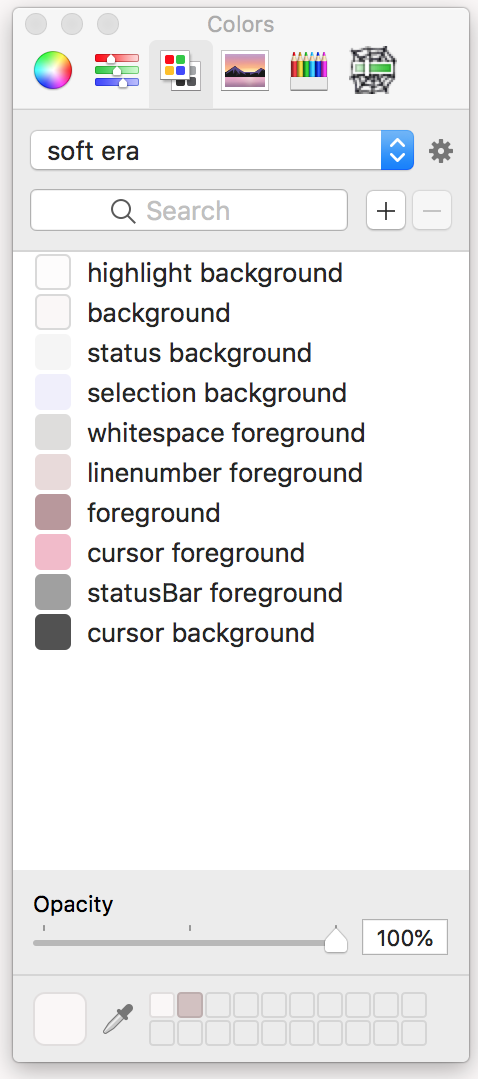 Colors
soft era
Search
highlight background
background
status background
selection background
whitespace foreground
linenumber foreground
foreground
cursor foreground
statusBar foreground
cursor background
Opacity
100%